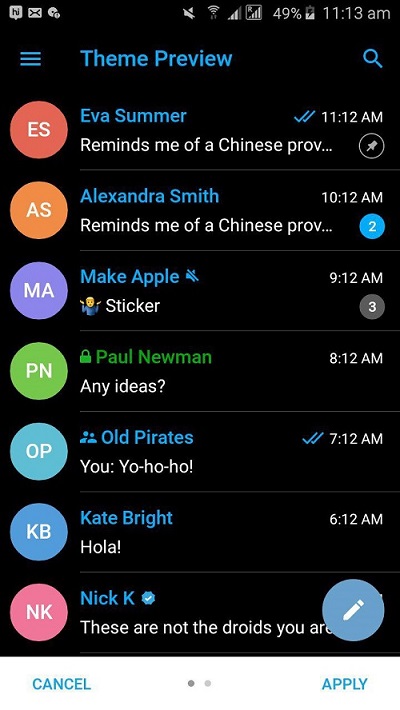 hi 49% 11:13 am
Theme Preview
ES Eva Summer 11:12 AM
Reminds me of a Chinese prov...
AS Alexandra Smith 10:12 AM
Reminds me of a Chinese prov... 2
MA Make Apple 9:12 AM
🤷‍♂️ Sticker 3
PN Paul Newman 8:12 AM
Any ideas?
OP Old Pirates 7:12 AM
You: Yo-ho-ho!
KB Kate Bright 6:12 AM
Hola!
NK Nick K
These are not the droids you are
CANCEL APPLY